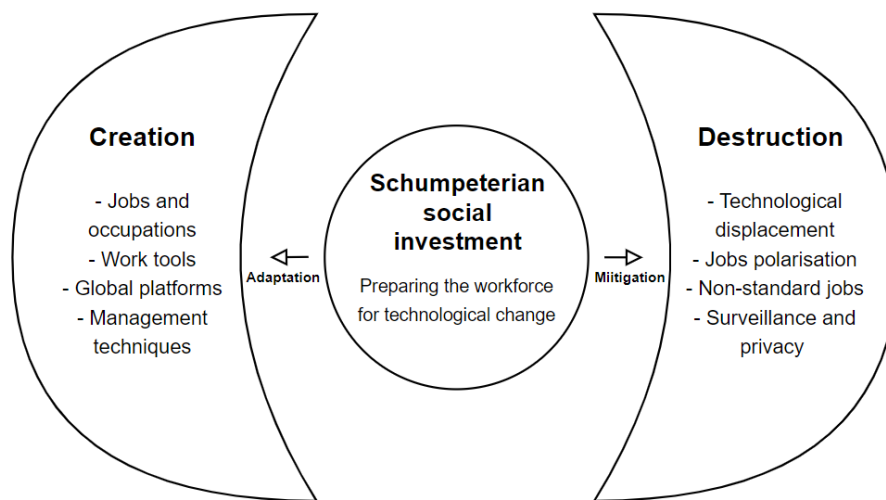 Creation
- Jobs and
occupations
- Work tools
- Global platforms
- Management
techniques
Adaptation
Schumpeterian
social
investment
Preparing the workforce
for technological change
Miitigation
Destruction
- Technological
displacement
- Jobs polarisation
- Non-standard jobs
- Surveillance and
privacy